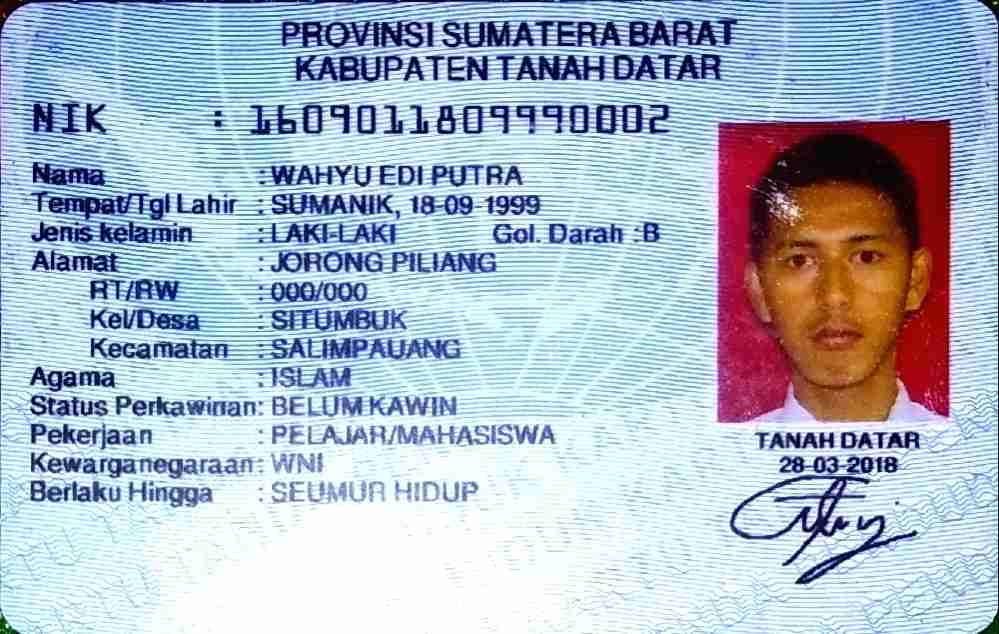 PROVINSI SUMATERA BARAT
KABUPATEN TANAH DATAR
NIK : 1609011809990002
Nama : WAHYU EDI PUTRA
Tempat/Tgl Lahir : SUMANIK, 18-09-1999
Jenis kelamin : LAKI-LAKI Gol. Darah : B
Alamat : JORONG PILIANG
RT/RW : 000/000
Kel/Desa : SITUMBUK
Kecamatan : SALIMPAUANG
Agama : ISLAM
Status Perkawinan: BELUM KAWIN
Pekerjaan : PELAJAR/MAHASISWA
Kewarganegaraan: WNI
Berlaku Hingga : SEUMUR HIDUP
TANAH DATAR
28-03-2018